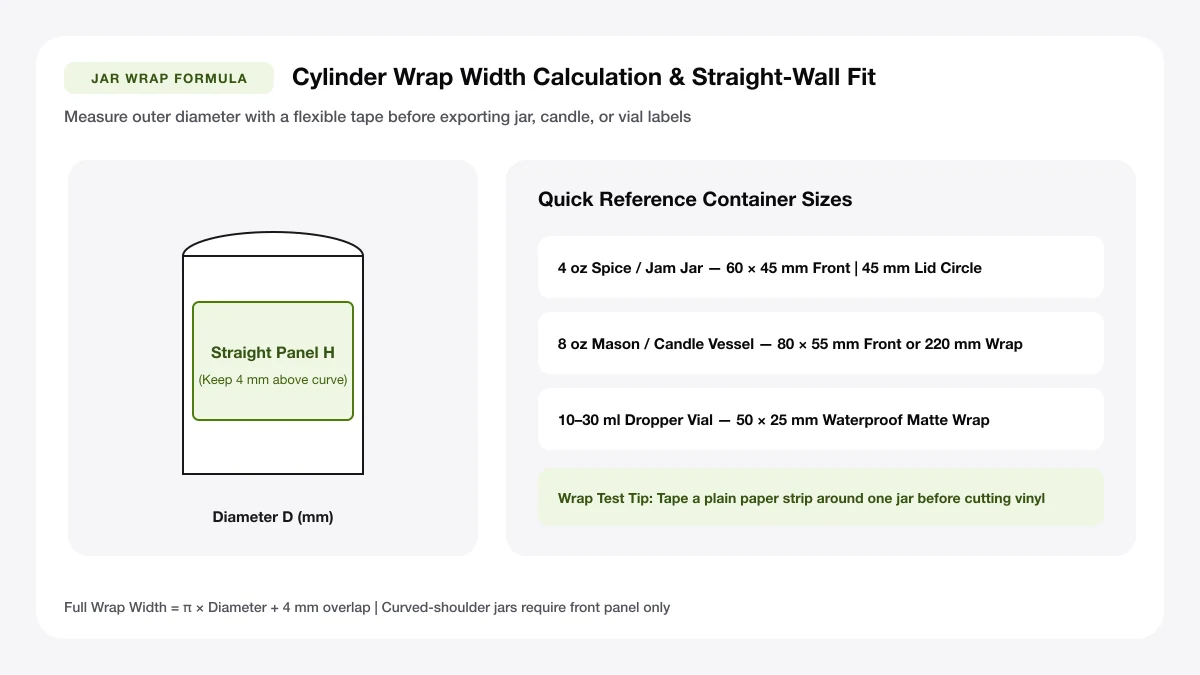 JAR WRAP FORMULA
Cylinder Wrap Width Calculation & Straight-Wall Fit
Measure outer diameter with a flexible tape before exporting jar, candle, or vial labels
Straight Panel H
(Keep 4 mm above curve)
Diameter D (mm)
Quick Reference Container Sizes
4 oz Spice / Jam Jar — 60 × 45 mm Front | 45 mm Lid Circle
8 oz Mason / Candle Vessel — 80 × 55 mm Front or 220 mm Wrap
10–30 ml Dropper Vial — 50 × 25 mm Waterproof Matte Wrap
Wrap Test Tip: Tape a plain paper strip around one jar before cutting vinyl
Full Wrap Width = π × Diameter + 4 mm overlap | Curved-shoulder jars require front panel only